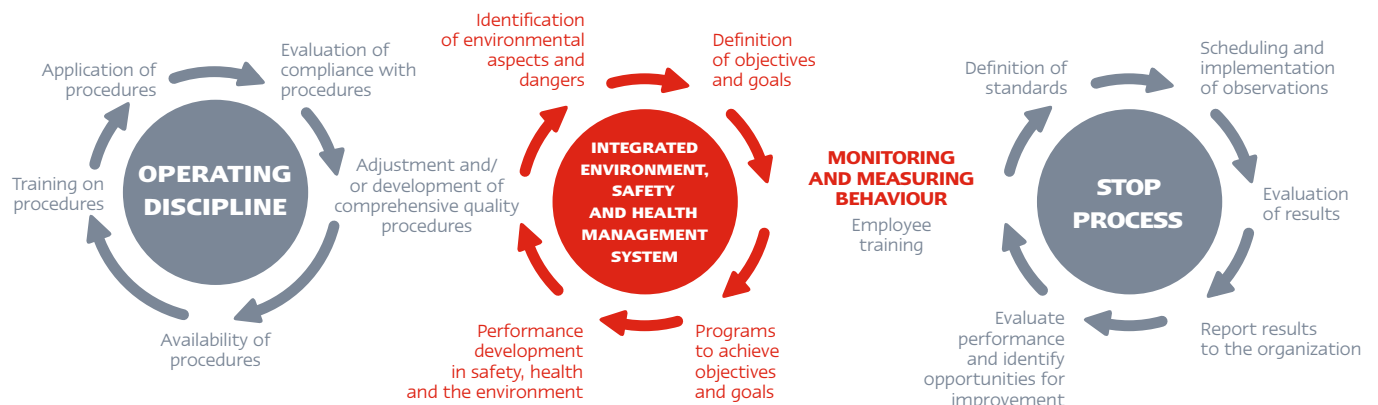 Application of
procedures
Evaluation of
compliance with
procedures
Adjustment and/
or development of
comprehensive quality
procedures
Availability of
procedures
Training on
procedures
OPERATING
DISCIPLINE
Identification
of environmental
aspects and
dangers
Definition
of objectives
and goals
MONITORING
AND MEASURING
BEHAVIOUR
Employee
training
Programs
to achieve
objectives
and goals
Performance
development
in safety, health
and the environment
INTEGRATED
ENVIRONMENT,
SAFETY
AND HEALTH
MANAGEMENT
SYSTEM
Definition of
standards
Scheduling and
implementation
of observations
Evaluation
of results
Report results
to the organization
Evaluate
performance
and identify
opportunities for
improvement
STOP
PROCESS